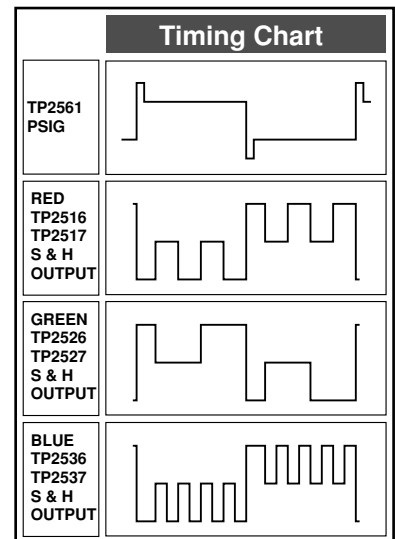 Timing Chart
TP2561
PSIG
RED
TP2516
TP2517
S & H
OUTPUT
GREEN
TP2526
TP2527
S & H
OUTPUT
BLUE
TP2536
TP2537
S & H
OUTPUT